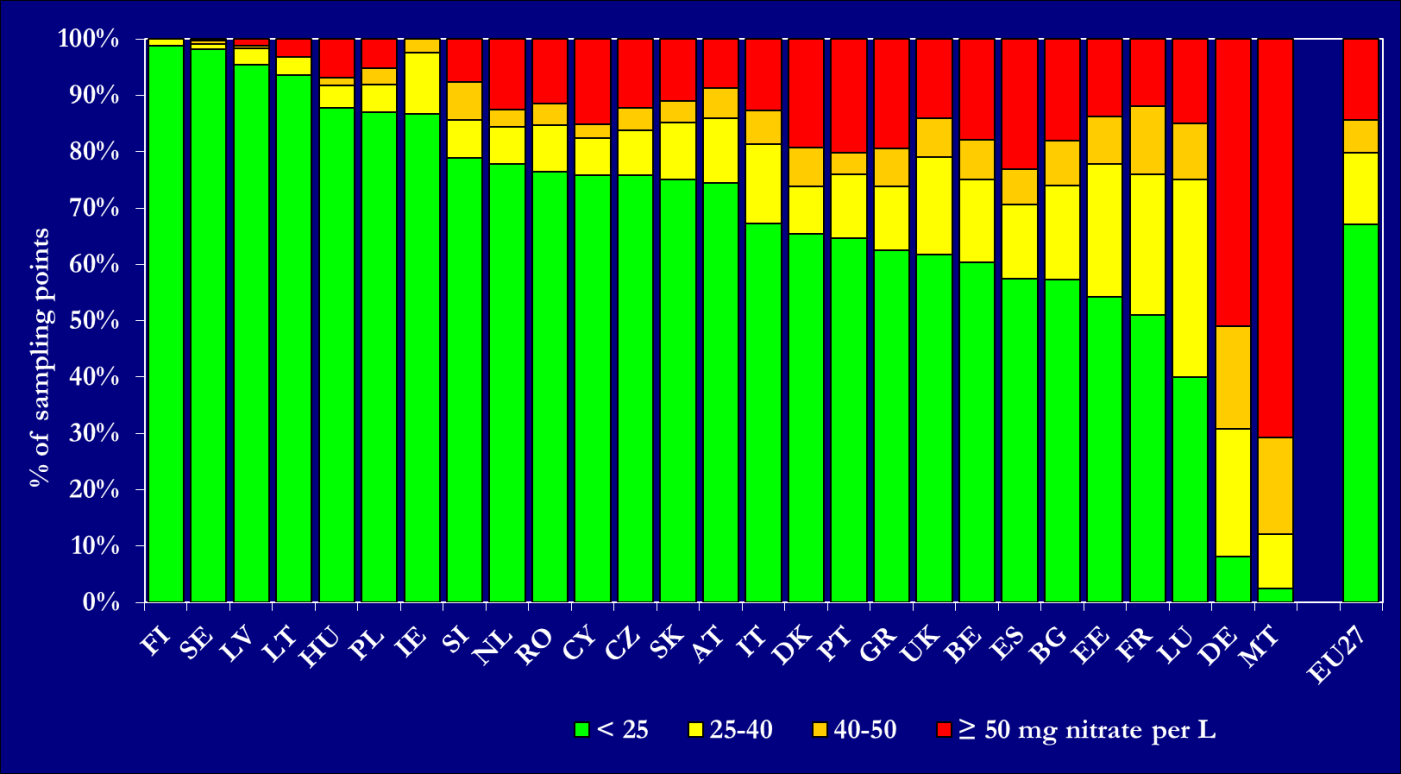 % of sampling points
100%
90%
80%
70%
60%
50%
40%
30%
20%
10%
0%
FI
SE
LV
LT
HU
PL
IE
SI
NL
RO
CY
CZ
SK
AT
IT
DK
PT
GR
UK
BE
ES
BG
EE
FR
LU
DE
MT
EU27
< 25
25-40
40-50
≥ 50 mg nitrate per L